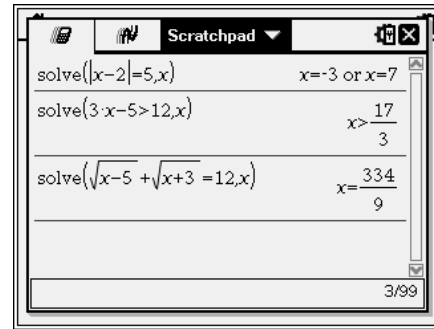 Scratchpad
solve(|x−2|=5,x) x=-3 or x=7
solve(3·x−5>12,x) x>17/3
solve(√(x−5)+√(x+3)=12,x) x=334/9
3/99